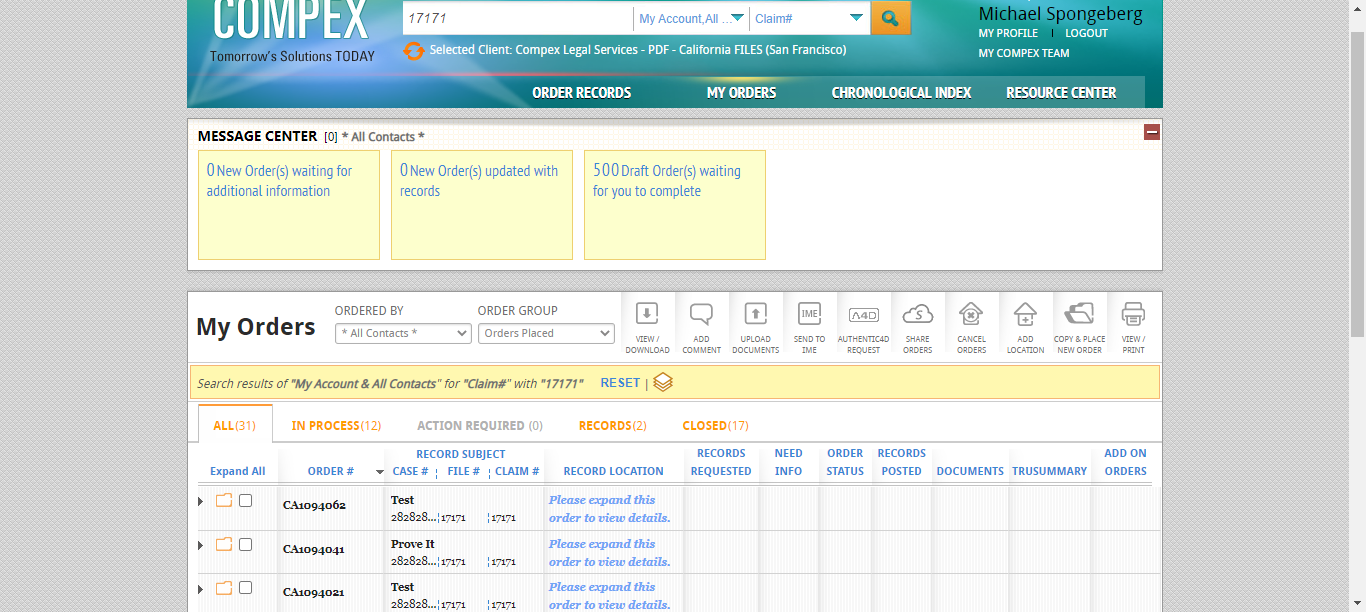 COMPEX
Tomorrow's Solutions TODAY
17171
My Account,All ...
Claim#
Selected Client: Compex Legal Services - PDF - California FILES (San Francisco)
Michael Spongeberg
MY PROFILE | LOGOUT
MY COMPEX TEAM
ORDER RECORDS
MY ORDERS
CHRONOLOGICAL INDEX
RESOURCE CENTER
MESSAGE CENTER [0] * All Contacts *
0 New Order(s) waiting for
additional information
0 New Order(s) updated with
records
500 Draft Order(s) waiting
for you to complete
My Orders
ORDERED BY
* All Contacts *
ORDER GROUP
Orders Placed
VIEW /
DOWNLOAD
ADD
COMMENT
UPLOAD
DOCUMENTS
IME
SEND TO
IME
A4D
AUTHENTIC4D
REQUEST
S
SHARE
ORDERS
CANCEL
ORDERS
ADD
LOCATION
COPY & PLACE
NEW ORDER
VIEW /
PRINT
Search results of "My Account & All Contacts" for "Claim#" with "17171" RESET |
ALL(31)
IN PROCESS(12)
ACTION REQUIRED (0)
RECORDS(2)
CLOSED(17)
Expand All
ORDER #
RECORD SUBJECT
CASE # ¦ FILE # ¦ CLAIM #
RECORD LOCATION
RECORDS
REQUESTED
NEED
INFO
ORDER
STATUS
RECORDS
POSTED
DOCUMENTS
TRUSUMMARY
ADD ON
ORDERS
CA1094062
Test
282828...¦17171 ¦17171
Please expand this
order to view details.
CA1094041
Prove It
282828...¦17171 ¦17171
Please expand this
order to view details.
CA1094021
Test
282828...¦17171 ¦17171
Please expand this
order to view details.